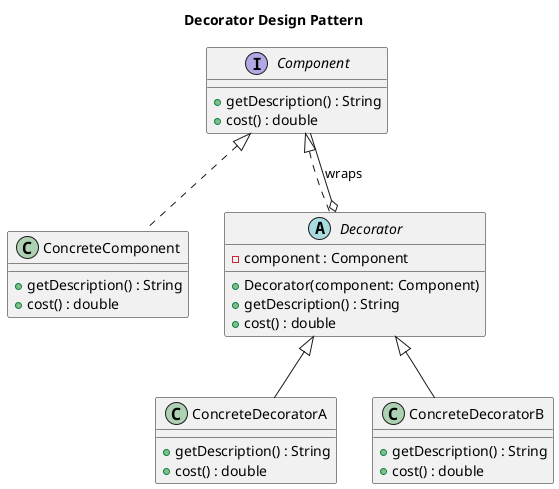 Decorator Design Pattern
I Component
getDescription() : String
cost() : double
wraps
C ConcreteComponent
getDescription() : String
cost() : double
A Decorator
component : Component
Decorator(component: Component)
getDescription() : String
cost() : double
C ConcreteDecoratorA
getDescription() : String
cost() : double
C ConcreteDecoratorB
getDescription() : String
cost() : double